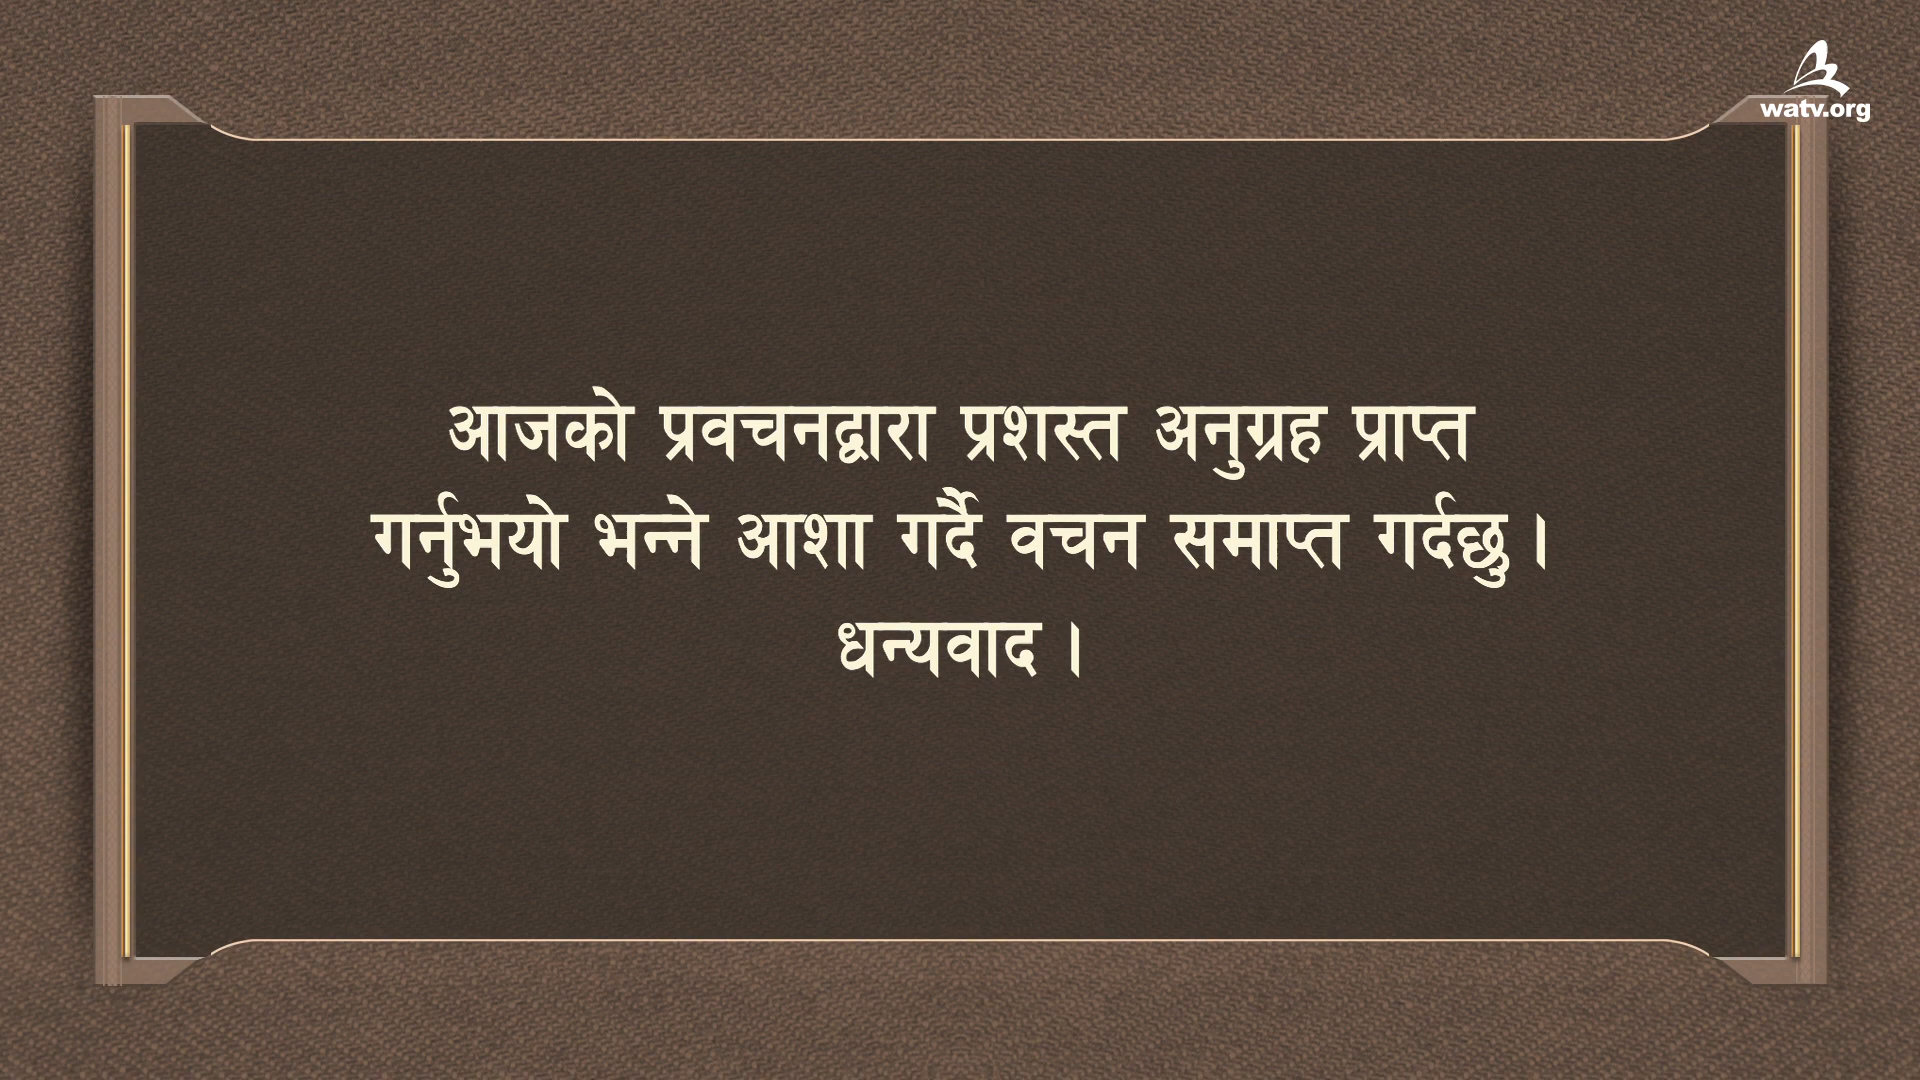 watv.org
आजको प्रवचनद्वारा प्रशस्त अनुग्रह प्राप्त
गर्नुभयो भन्ने आशा गर्दै वचन समाप्त गर्दछु ।
धन्यवाद ।